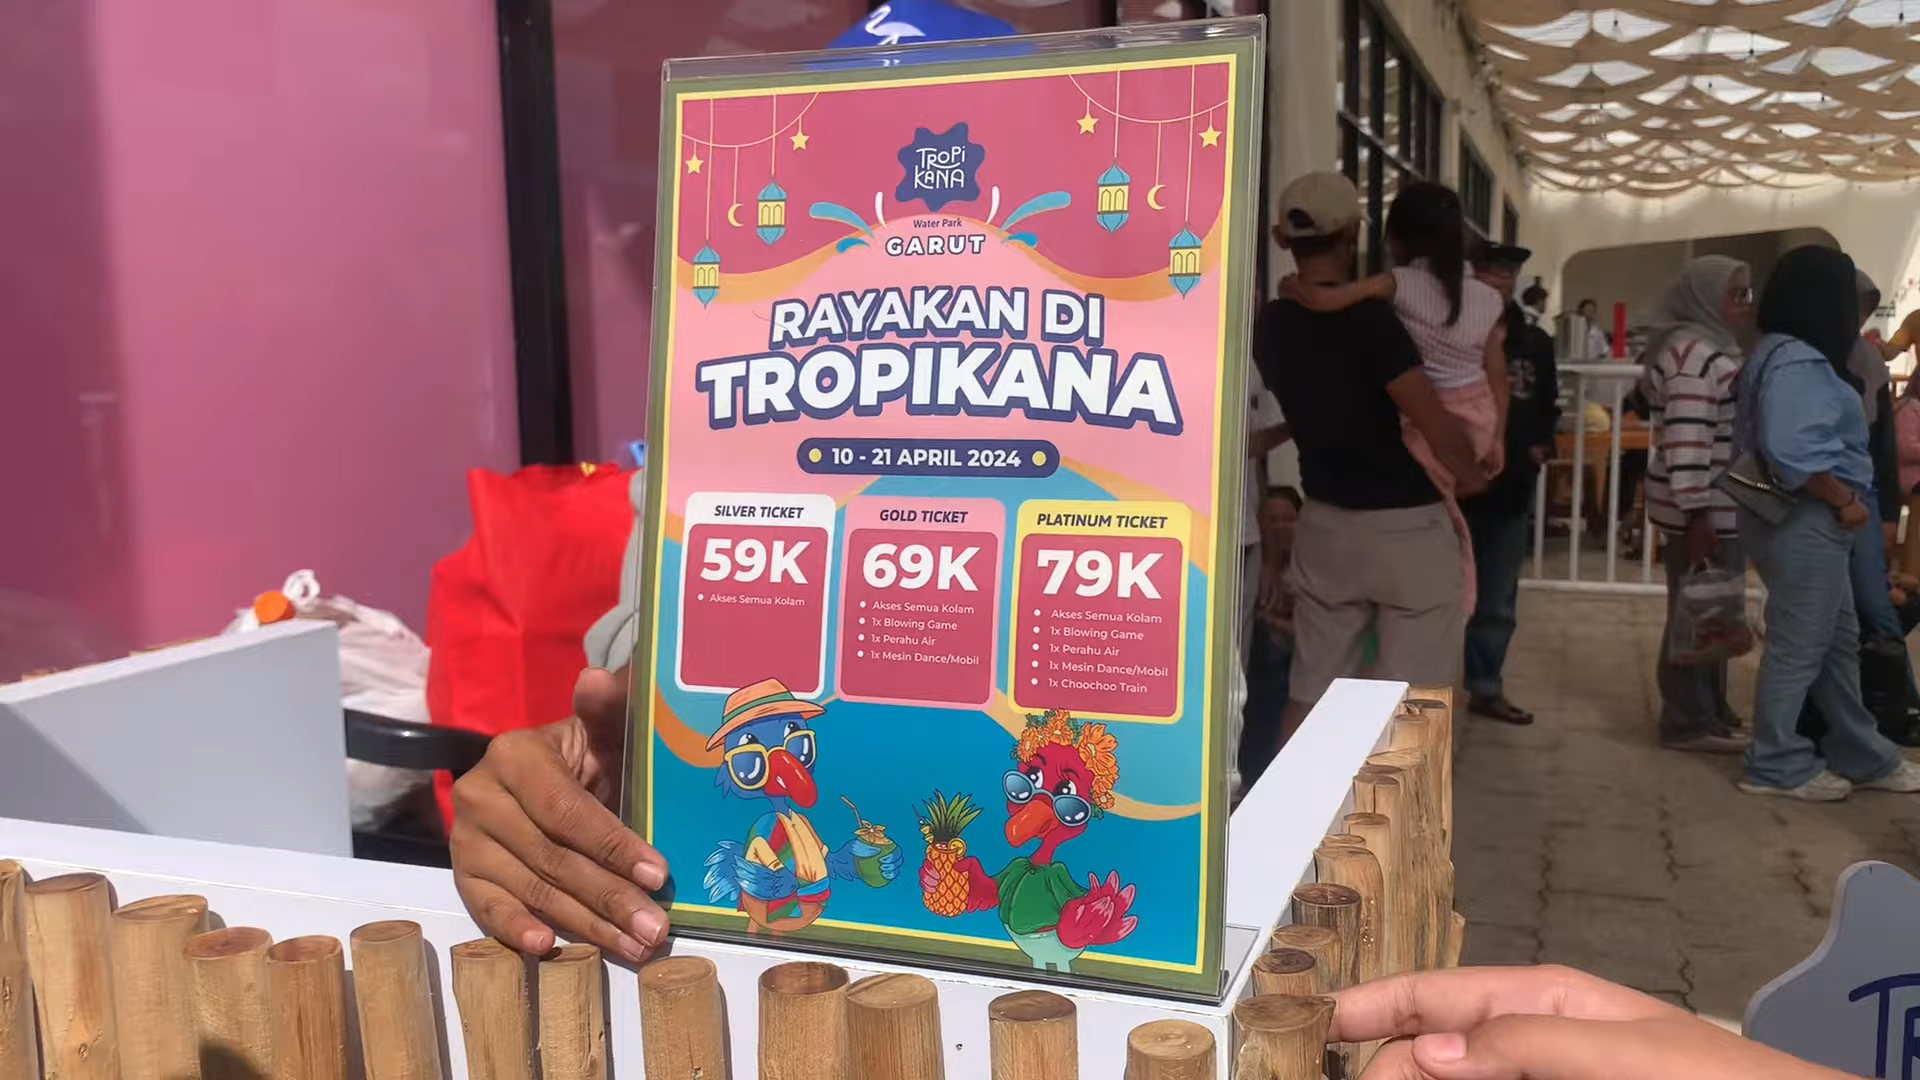 TROPI
KANA
Water Park
GARUT
RAYAKAN DI
TROPIKANA
10 - 21 APRIL 2024
SILVER TICKET
59K
• Akses Semua Kolam
GOLD TICKET
69K
• Akses Semua Kolam
• 1x Blowing Game
• 1x Perahu Air
• 1x Mesin Dance/Mobil
PLATINUM TICKET
79K
• Akses Semua Kolam
• 1x Blowing Game
• 1x Perahu Air
• 1x Mesin Dance/Mobil
• 1x Choochoo Train